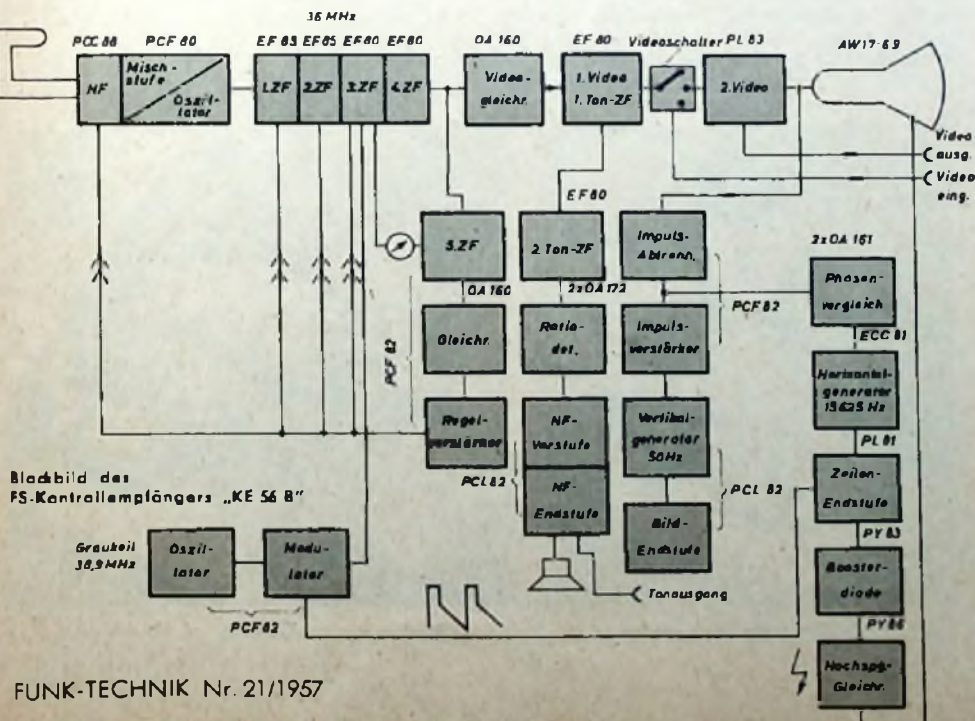 36 MHz
PCC 88
PCF 80
EF 85
EF 85
EF 80
EF 80
OA 160
EF 80
Videoschalter
PL 83
AW 17-69
HF
Misch-
stufe
Oszil-
lator
1. ZF
2. ZF
3. ZF
4. ZF
Video-
gleichr.
1. Video
1. Ton-ZF
2. Video
Video
ausg.
Video
eing.
EF 80
5. ZF
2. Ton-ZF
Impuls-
Abtrenn.
2x OA 161
Phasen-
vergleich
OA 160
2x OA 172
PCF 82
PCF 82
Gleichr.
Ratio-
det.
Impuls-
verstärker
ECC 81
Horizontal-
generator
15625 Hz
Regel-
verstärker
NF-
Vorstufe
Vertikal-
generator
50 Hz
PL 81
Blockbild des
FS-Kontrollempfängers „KE 56 B"
PCL 82
NF-
Endstufe
PCL 82
Bild-
Endstufe
Zeilen-
Endstufe
PY 83
Graukeil
38,9 MHz
Oszil-
lator
Modu-
lator
Booster-
diode
Tonausgang
PCF 82
PY 86
Hochspg.-
Gleichr.
FUNK-TECHNIK Nr. 21/1957